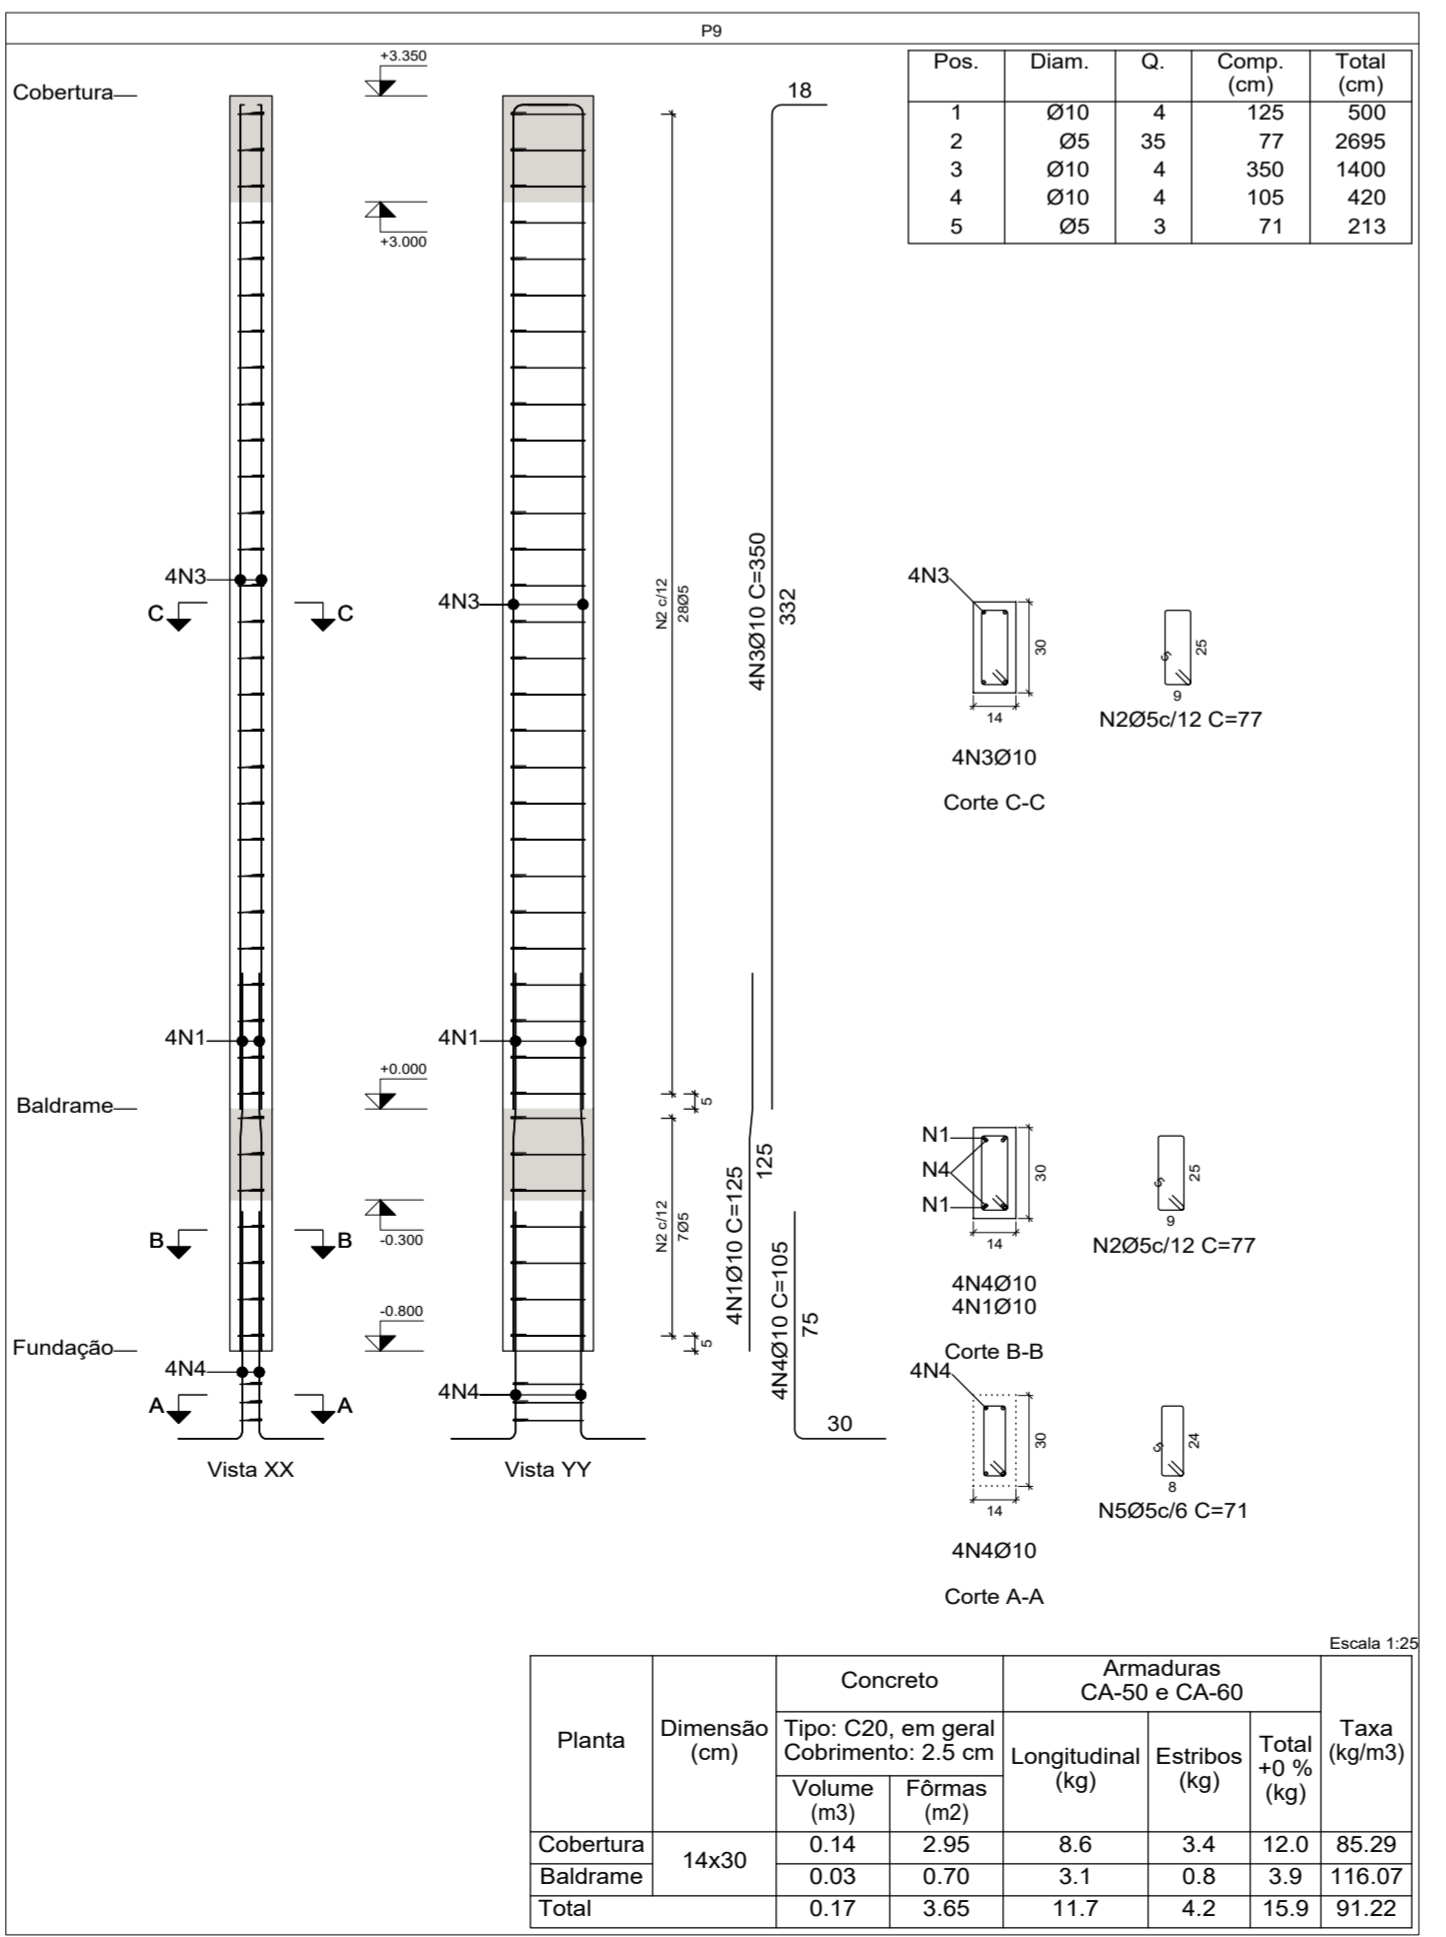 P9
Pos. Diam. Q. Comp. (cm) Total (cm)
1 Ø10 4 125 500
2 Ø5 35 77 2695
3 Ø10 4 350 1400
4 Ø10 4 105 420
5 Ø5 3 71 213
Cobertura
+3.350
18
+3.000
4N3
C C
4N3
N2 c/12
28Ø5
4N3Ø10 C=350
332
4N3
30
14
4N3Ø10
Corte C-C
5
25
9
N2Ø5c/12 C=77
4N1
4N1
+0.000
Baldrame
5
N2 c/12
7Ø5
4N1Ø10 C=125
125
-0.300
B B
-0.800
Fundação
5
4N4
4N4
A A
4N4Ø10 C=105
75
30
Vista XX
Vista YY
N1
N4
N1
30
14
4N4Ø10
4N1Ø10
Corte B-B
5
25
9
N2Ø5c/12 C=77
4N4
30
14
4N4Ø10
Corte A-A
5
24
8
N5Ø5c/6 C=71
Escala 1:25
Planta
Dimensão
(cm)
Concreto
Tipo: C20, em geral
Cobrimento: 2.5 cm
Volume
(m3)
Fôrmas
(m2)
Armaduras
CA-50 e CA-60
Longitudinal
(kg)
Estribos
(kg)
Total
+0 %
(kg)
Taxa
(kg/m3)
Cobertura 14x30 0.14 2.95 8.6 3.4 12.0 85.29
Baldrame 0.03 0.70 3.1 0.8 3.9 116.07
Total 0.17 3.65 11.7 4.2 15.9 91.22